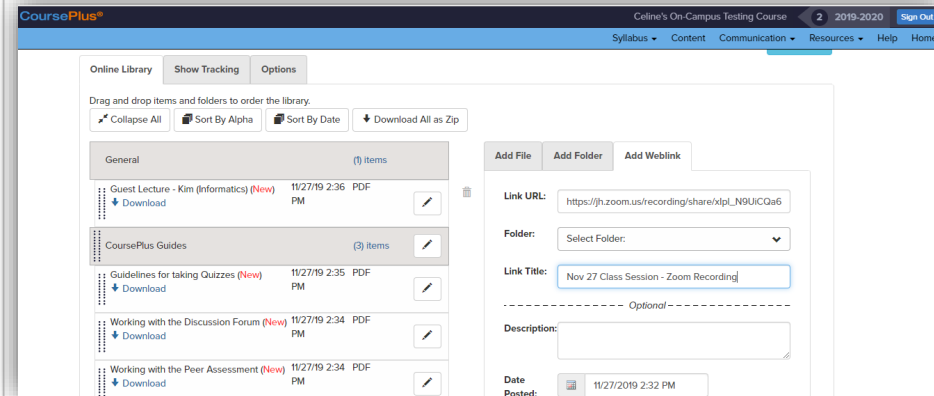 CoursePlus®
Celine's On-Campus Testing Course 2 2019-2020 Sign Out
Syllabus Content Communication Resources Help Home
Online Library Show Tracking Options
Drag and drop items and folders to order the library.
Collapse All Sort By Alpha Sort By Date Download All as Zip
General (1) items
Guest Lecture - Kim (Informatics) (New) 11/27/19 2:36 PDF
Download PM
CoursePlus Guides (3) items
Guidelines for taking Quizzes (New) 11/27/19 2:35 PDF
Download PM
Working with the Discussion Forum (New) 11/27/19 2:34 PDF
Download PM
Working with the Peer Assessment (New) 11/27/19 2:34 PDF
Download PM
Add File Add Folder Add Weblink
Link URL: https://jh.zoom.us/recording/share/xlpl_N9UiCQa6
Folder: Select Folder:
Link Title: Nov 27 Class Session - Zoom Recording
Optional
Description:
Date
Posted: 11/27/2019 2:32 PM